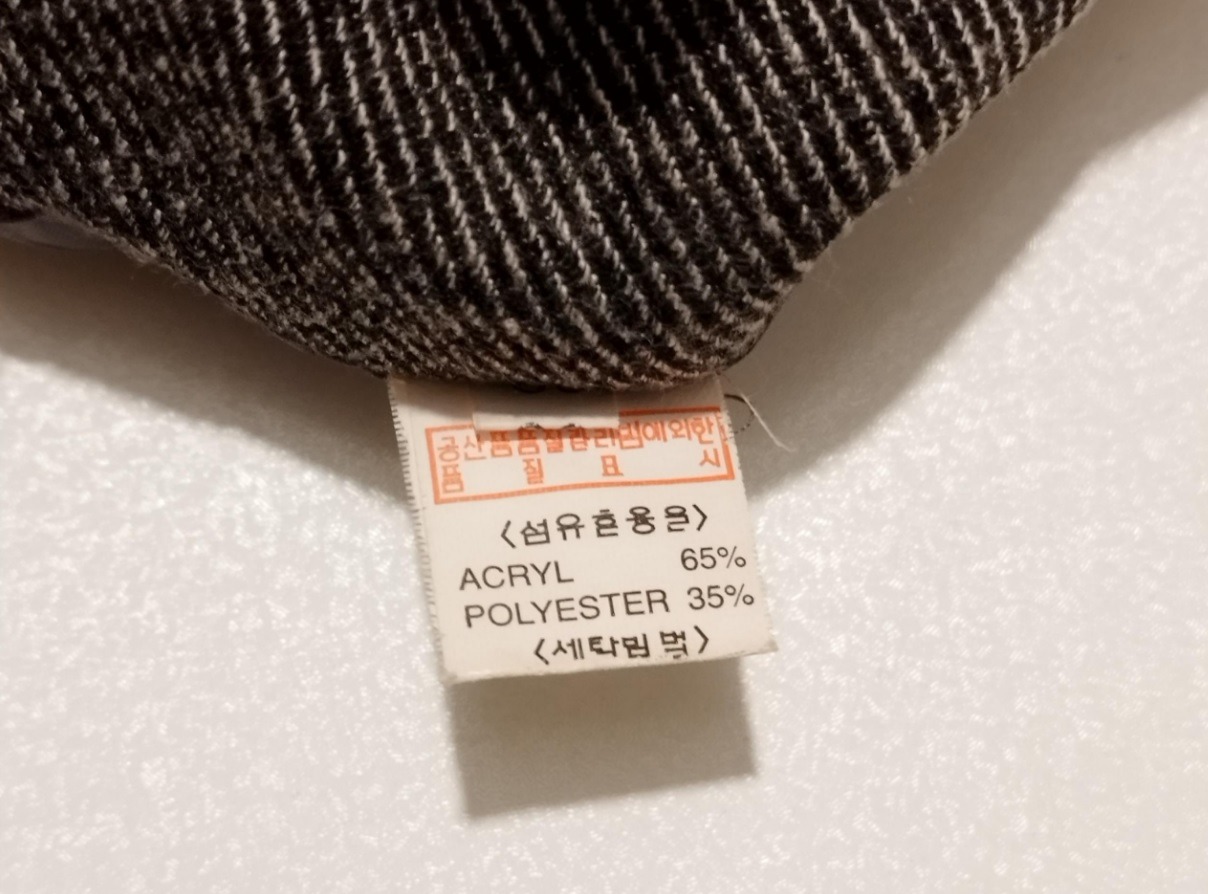 공산품품질관리법에의한
품 질 표 시
〈섬유혼용율〉
ACRYL 65%
POLYESTER 35%
〈세탁방법〉